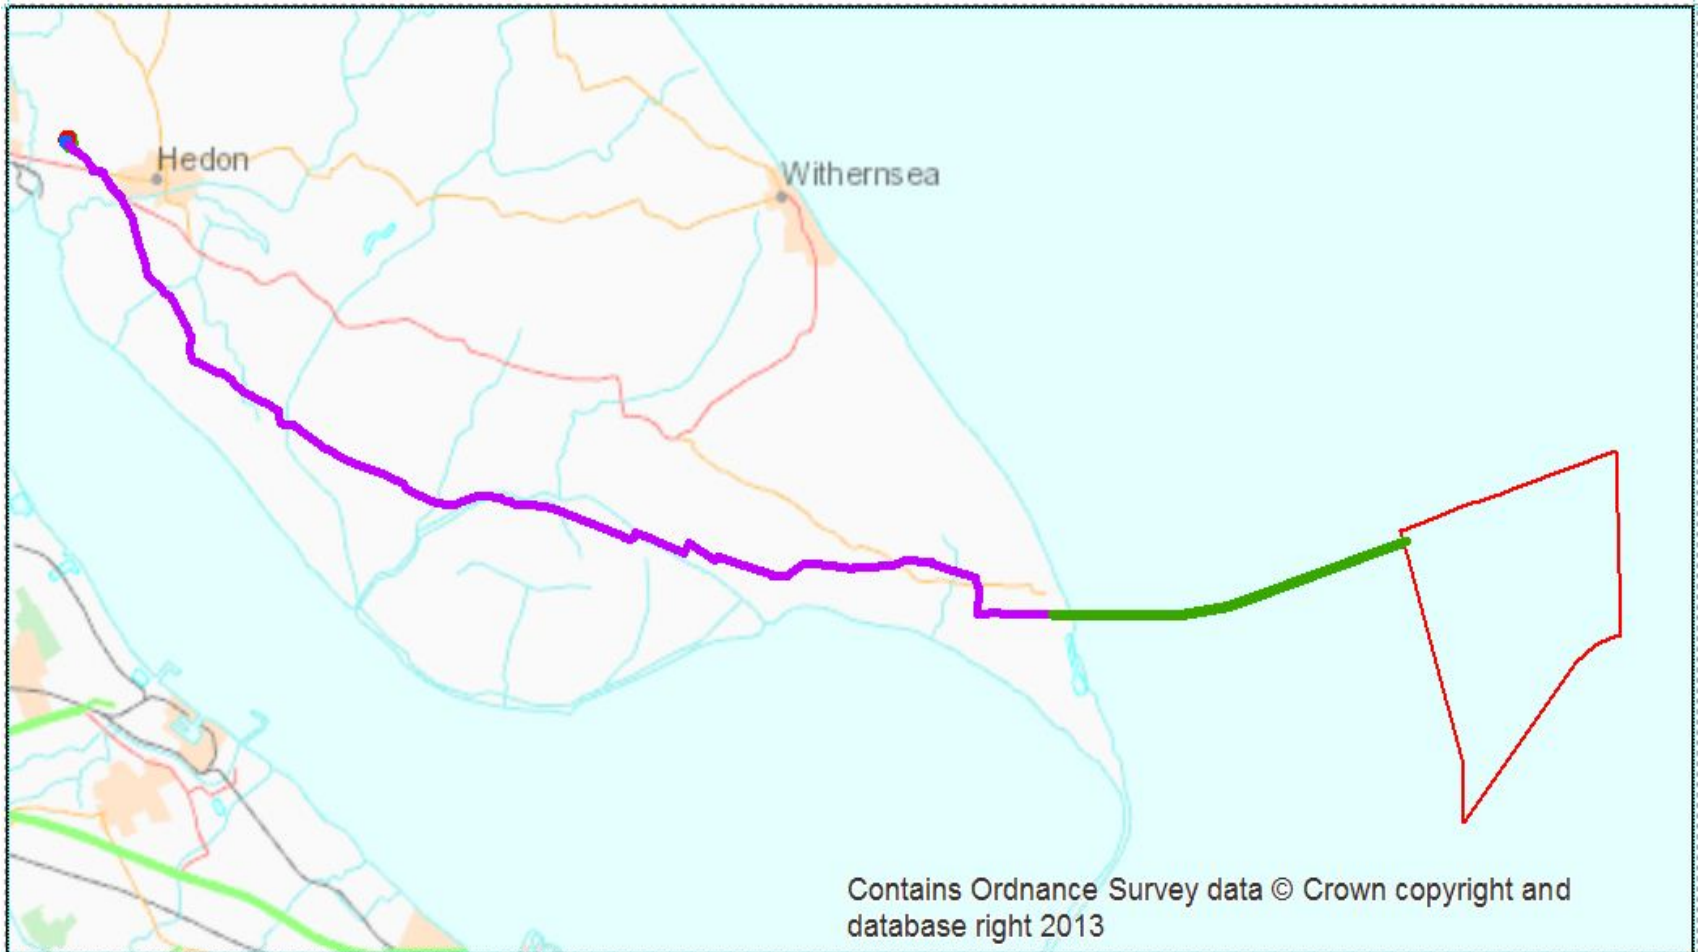 Hedon
Withernsea
Contains Ordnance Survey data © Crown copyright and
database right 2013